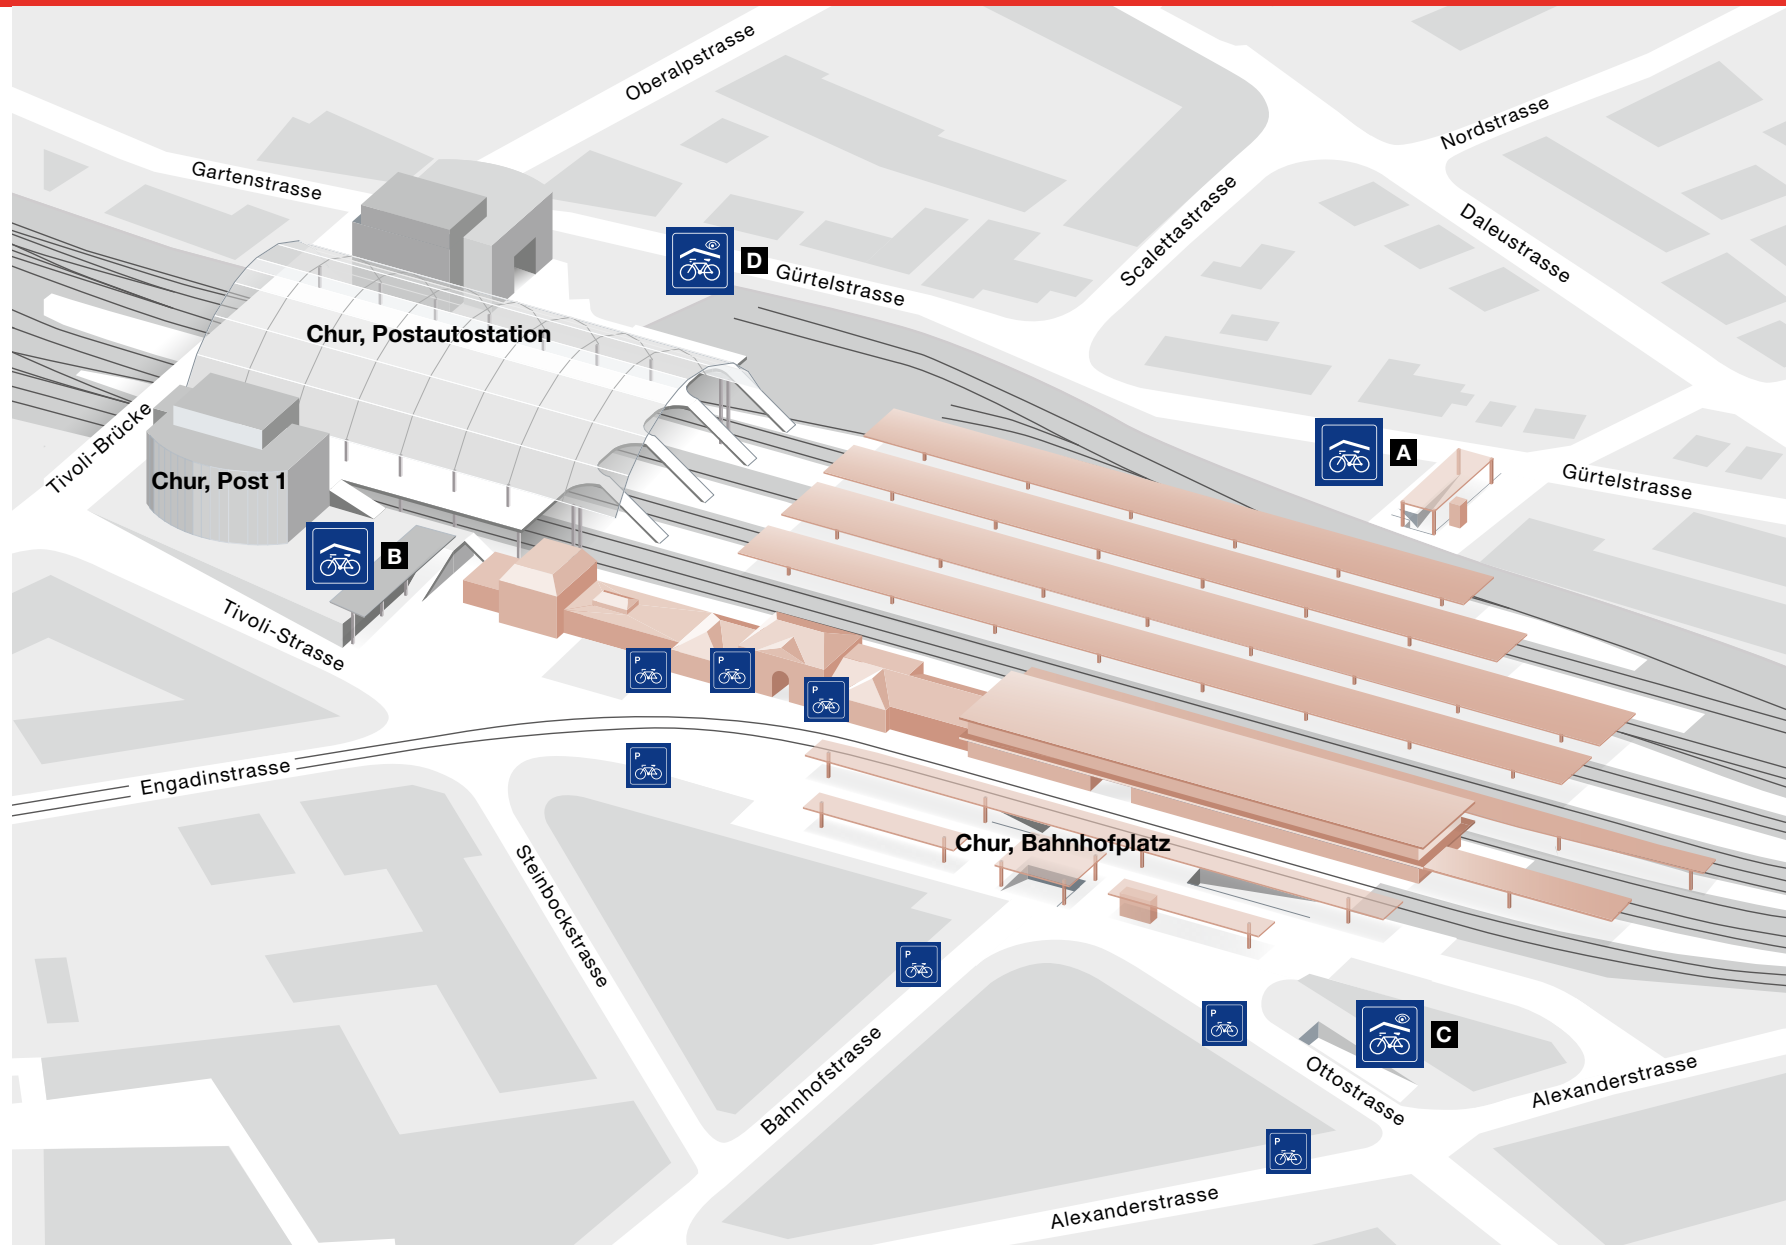 Oberalpstrasse
Nordstrasse
Gartenstrasse
Scalettastrasse
Daleustrasse
D
Gürtelstrasse
Chur, Postautostation
Tivoli-Brücke
A
Gürtelstrasse
Chur, Post 1
B
Tivoli-Strasse
P
P
P
P
Engadinstrasse
Chur, Bahnhofplatz
Steinbockstrasse
P
P
C
Bahnhofstrasse
Ottostrasse
Alexanderstrasse
P
Alexanderstrasse